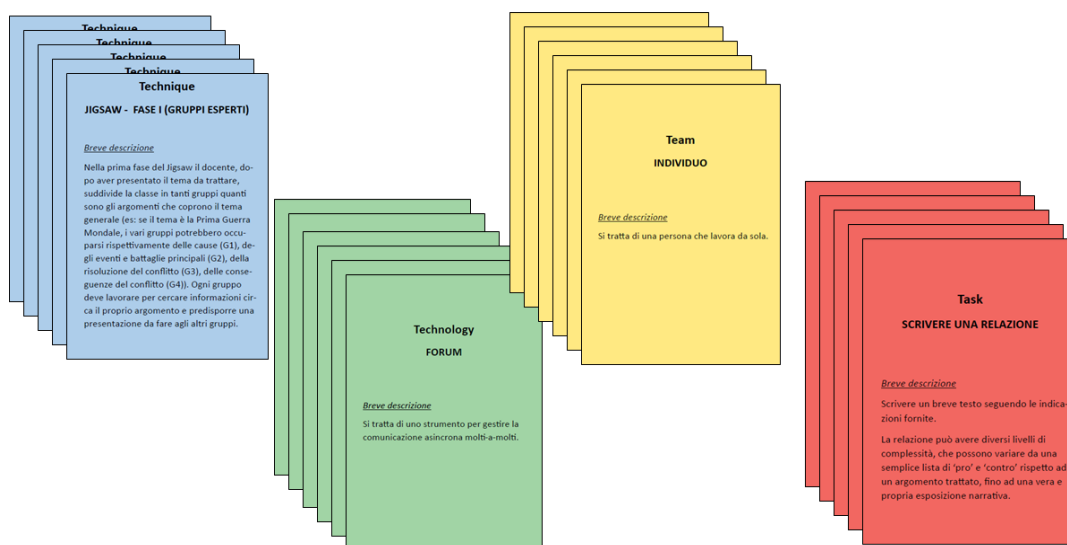 Technique
Technique
Technique
Technique
Technique
JIGSAW - FASE I (GRUPPI ESPERTI)
Breve descrizione
Nella prima fase del Jigsaw il docente, do-
po aver presentato il tema da trattare,
suddivide la classe in tanti gruppi quanti
sono gli argomenti che coprono il tema
generale (es: se il tema è la Prima Guerra
Mondale, i vari gruppi potrebbero occu-
parsi rispettivamente delle cause (G1), de-
gli eventi e battaglie principali (G2), della
risoluzione del conflitto (G3), delle conse-
guenze del conflitto (G4)). Ogni gruppo
deve lavorare per cercare informazioni cir-
ca il proprio argomento e predisporre una
presentazione da fare agli altri gruppi.
Technology
FORUM
Breve descrizione
Si tratta di uno strumento per gestire la
comunicazione asincrona molti-a-molti.
Team
INDIVIDUO
Breve descrizione
Si tratta di una persona che lavora da sola.
Task
SCRIVERE UNA RELAZIONE
Breve descrizione
Scrivere un breve testo seguendo le indica-
zioni fornite.
La relazione può avere diversi livelli di
complessità, che possono variare da una
semplice lista di ‘pro’ e ‘contro’ rispetto ad
un argomento trattato, fino ad una vera e
propria esposizione narrativa.